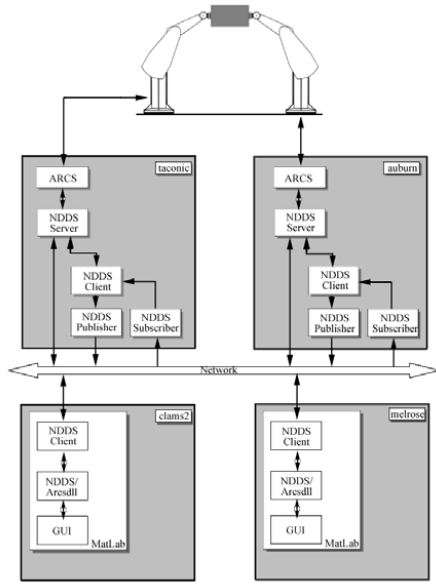 taconic
auburn
ARCS
ARCS
NDDS
Server
NDDS
Server
NDDS
Client
NDDS
Client
NDDS
Publisher
NDDS
Subscriber
NDDS
Publisher
NDDS
Subscriber
Network
clams2
melrose
NDDS
Client
NDDS
Client
NDDS/
Arcsdll
NDDS/
Arcsdll
GUI
GUI
MatLab
MatLab